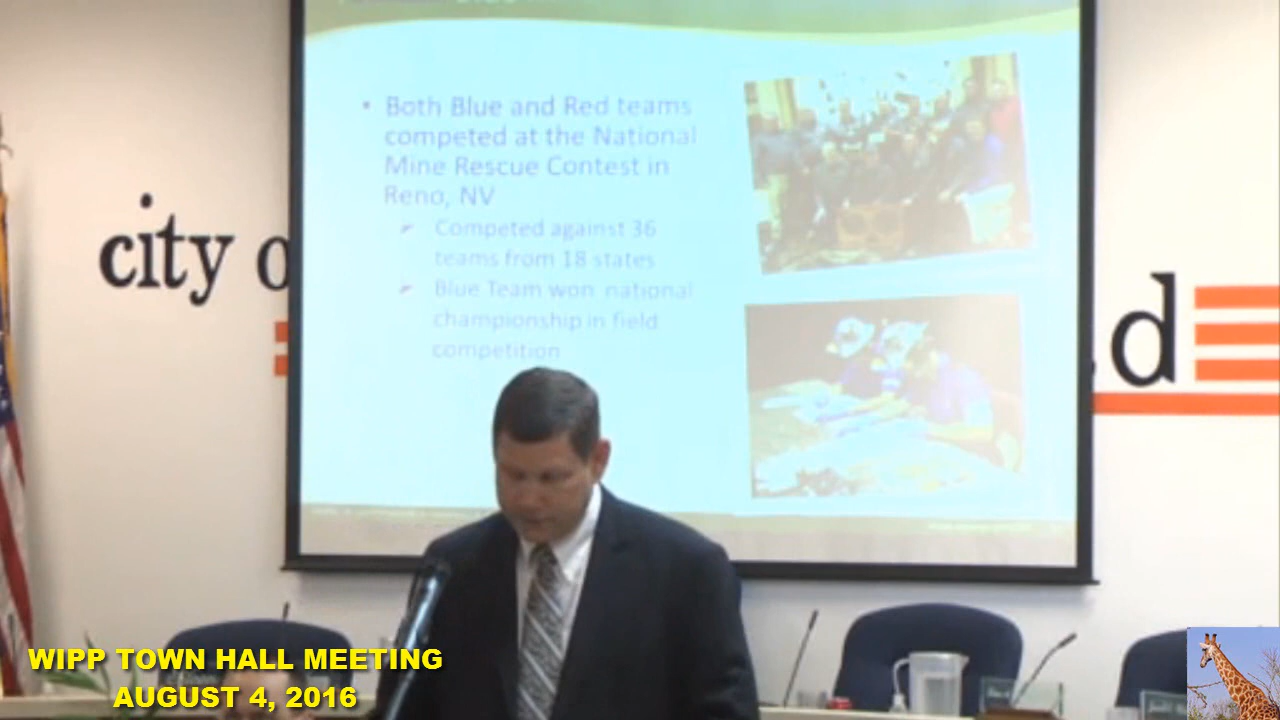 • Both Blue and Red teams
competed at the National
Mine Rescue Contest in
Reno, NV
Competed against 36
teams from 18 states
Blue Team won national
championship in field
competition
city o
d
WIPP TOWN HALL MEETING
AUGUST 4, 2016